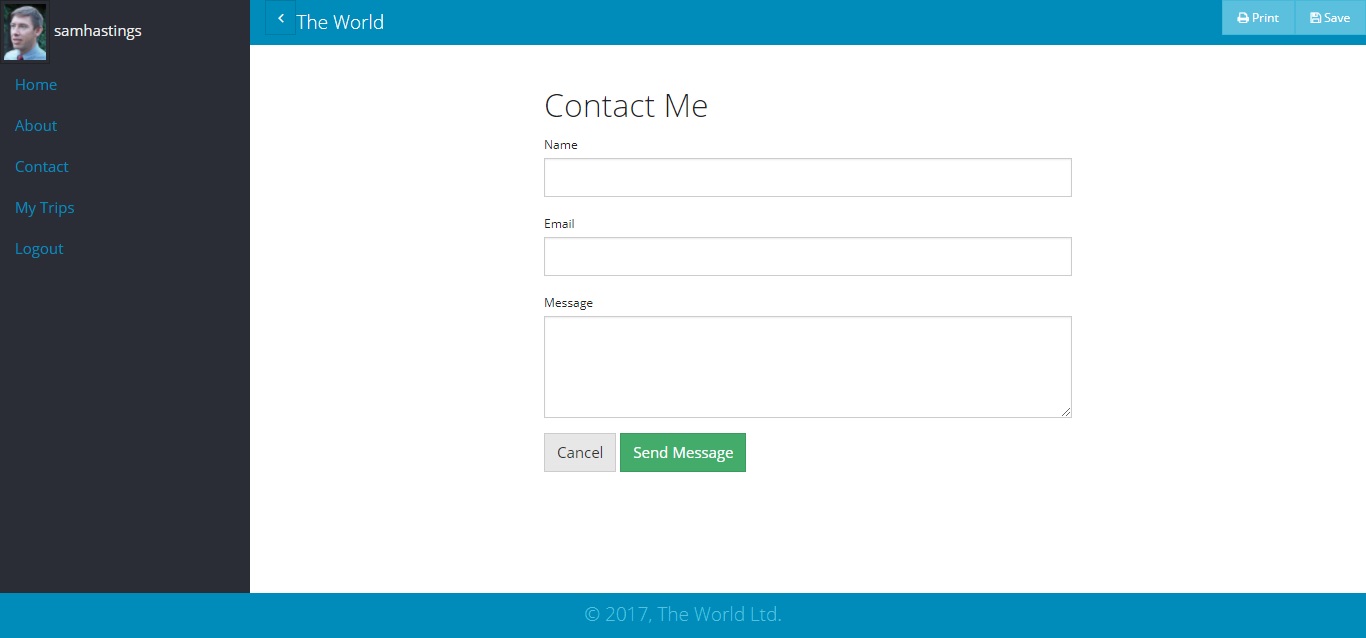 samhastings
Home
About
Contact
My Trips
Logout
The World
Print
Save
Contact Me
Name
Email
Message
Cancel
Send Message
© 2017, The World Ltd.